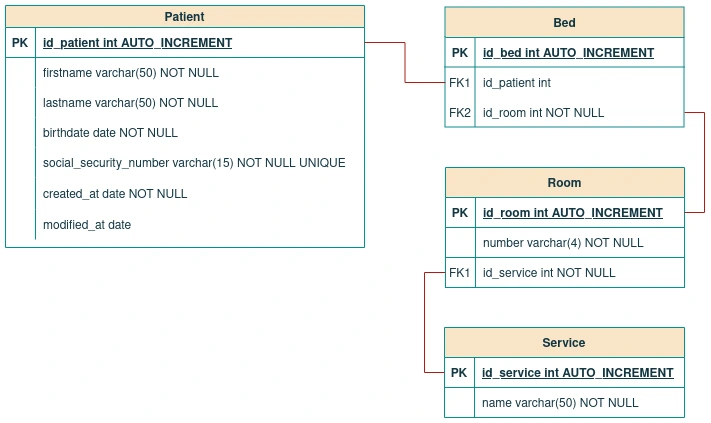 Patient
PK id_patient int AUTO_INCREMENT
firstname varchar(50) NOT NULL
lastname varchar(50) NOT NULL
birthdate date NOT NULL
social_security_number varchar(15) NOT NULL UNIQUE
created_at date NOT NULL
modified_at date
Bed
PK id_bed int AUTO_INCREMENT
FK1 id_patient int
FK2 id_room int NOT NULL
Room
PK id_room int AUTO_INCREMENT
number varchar(4) NOT NULL
FK1 id_service int NOT NULL
Service
PK id_service int AUTO_INCREMENT
name varchar(50) NOT NULL